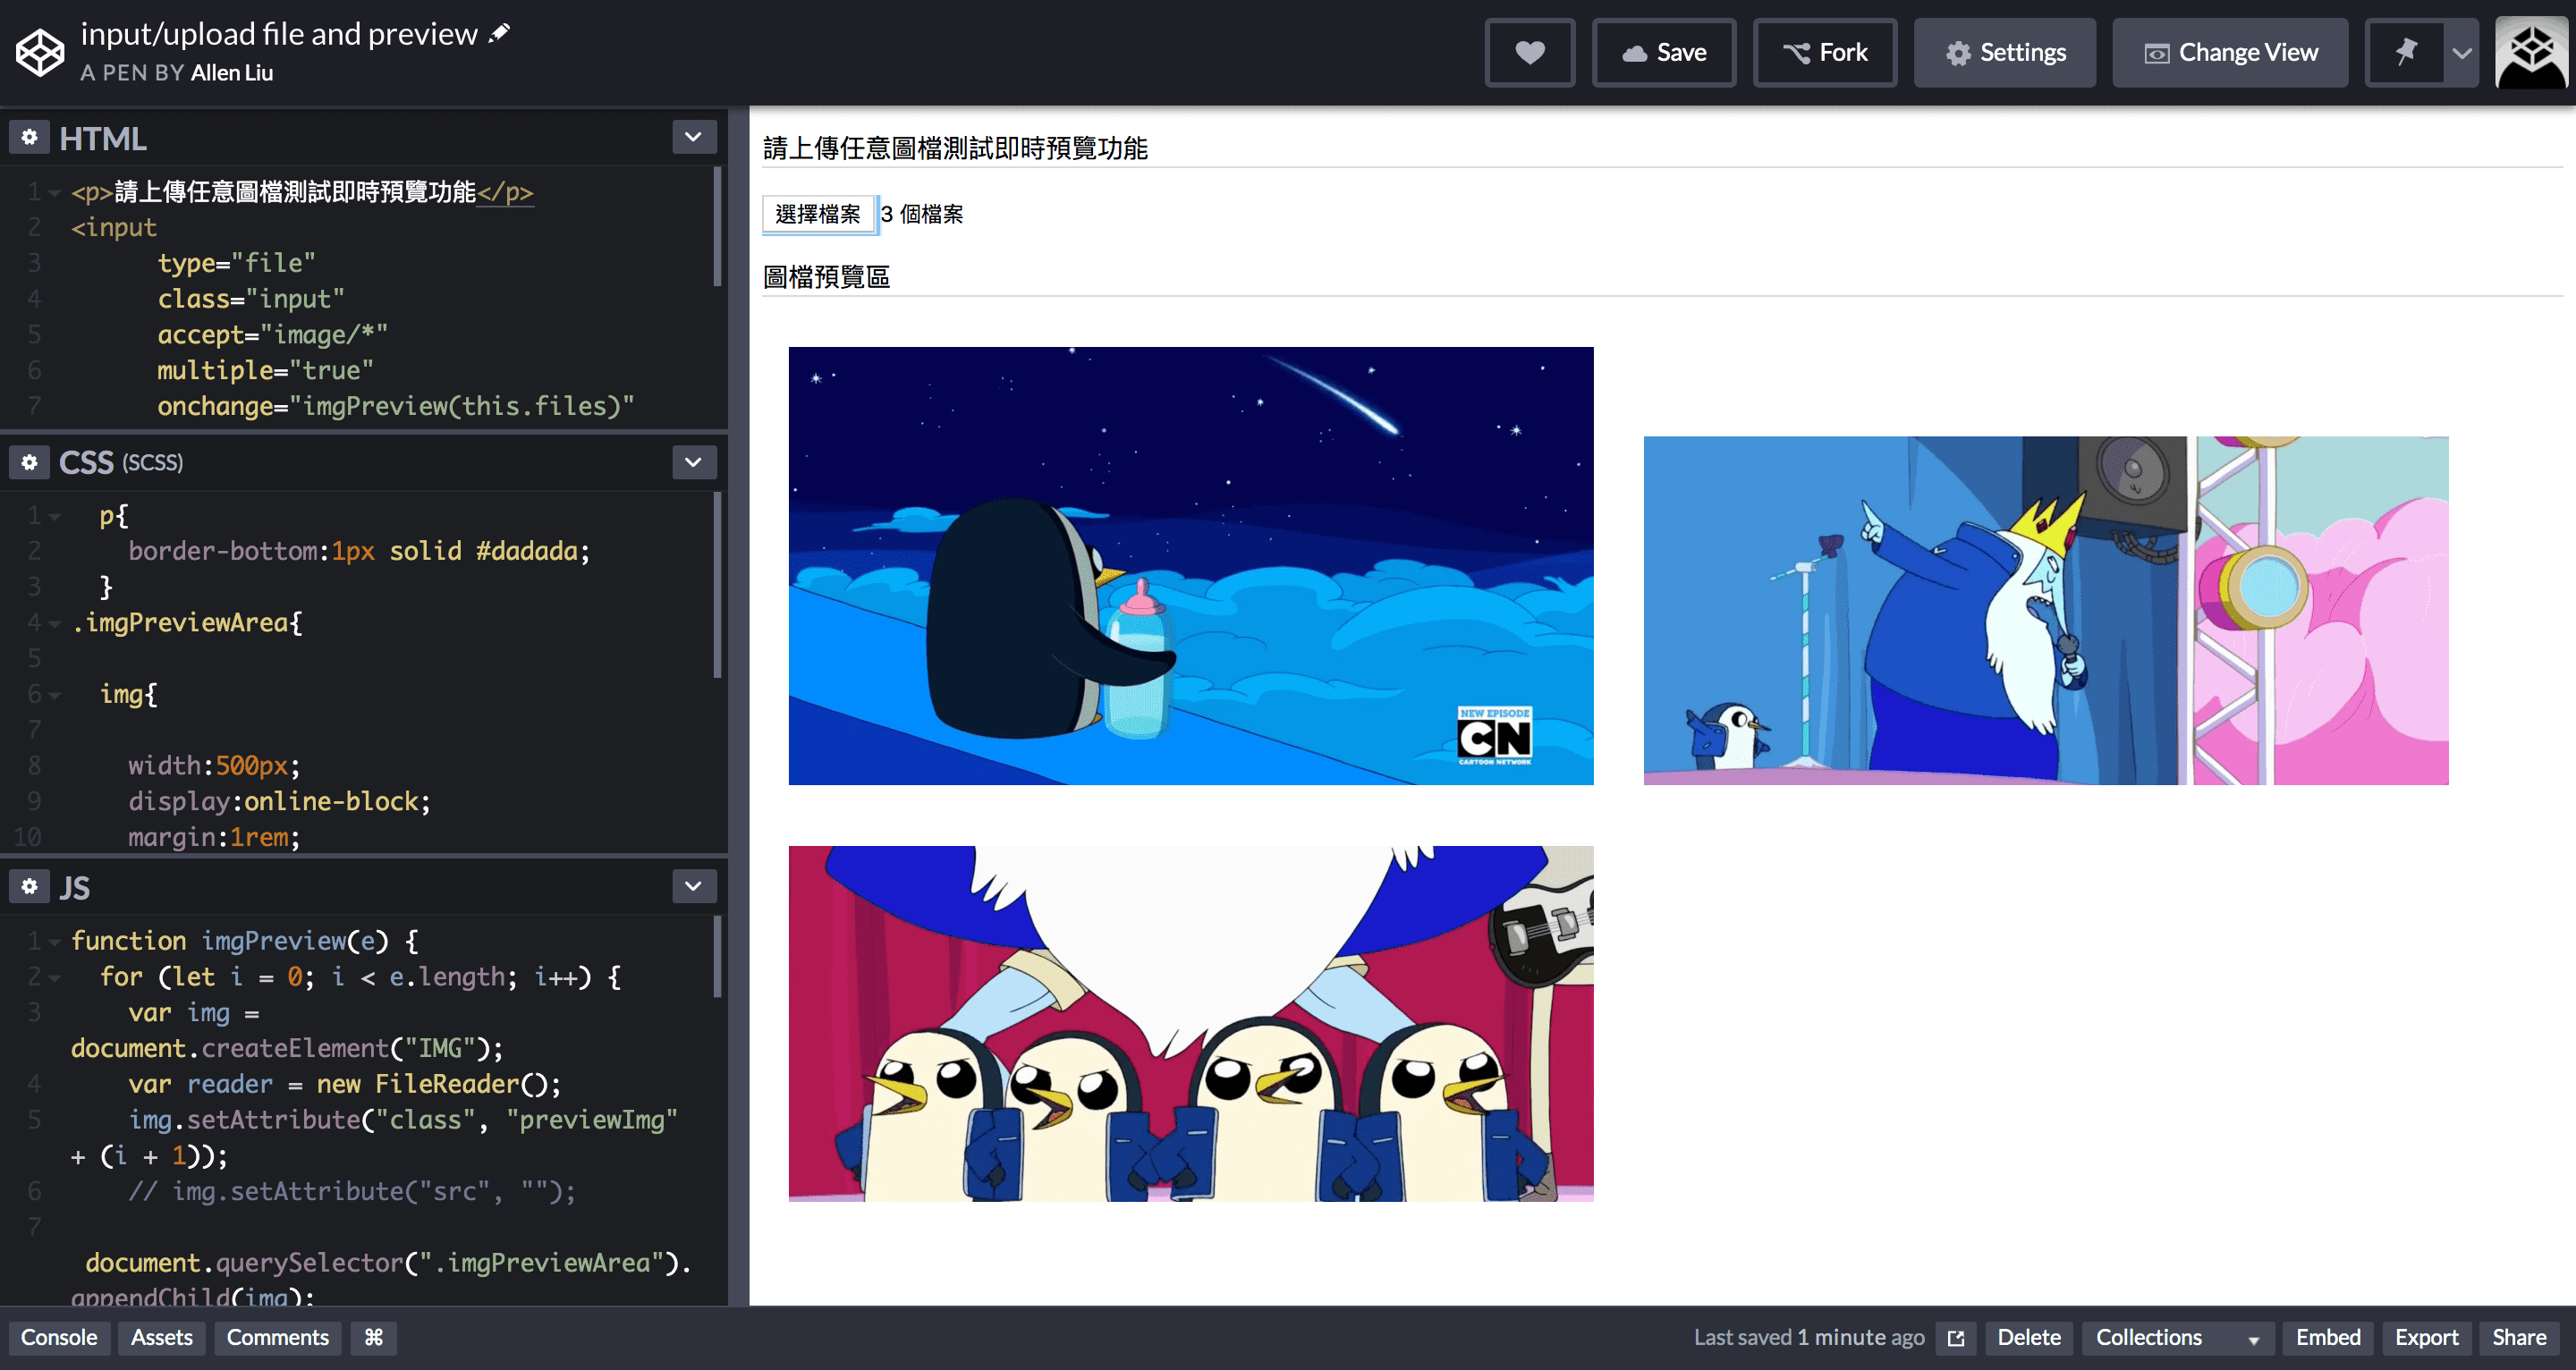 input/upload file and preview
A PEN BY Allen Liu
Save
Fork
Settings
Change View
HTML
1 <p>請上傳任意圖檔測試即時預覽功能</p>
2 <input
3 type="file"
4 class="input"
5 accept="image/*"
6 multiple="true"
7 onchange="imgPreview(this.files)"
CSS (SCSS)
1 p{
2 border-bottom:1px solid #dadada;
3 }
4 .imgPreviewArea{
5
6 img{
7
8 width:500px;
9 display:online-block;
10 margin:1rem;
JS
1 function imgPreview(e) {
2 for (let i = 0; i < e.length; i++) {
3 var img =
document.createElement("IMG");
4 var reader = new FileReader();
5 img.setAttribute("class", "previewImg"
+ (i + 1));
6 // img.setAttribute("src", "");
7
document.querySelector(".imgPreviewArea").
appendChild(img);
請上傳任意圖檔測試即時預覽功能
選擇檔案 3 個檔案
圖檔預覽區
NEW EPISODE
CN
CARTOON NETWORK
Console
Assets
Comments
⌘
Last saved 1 minute ago
Delete
Collections
Embed
Export
Share